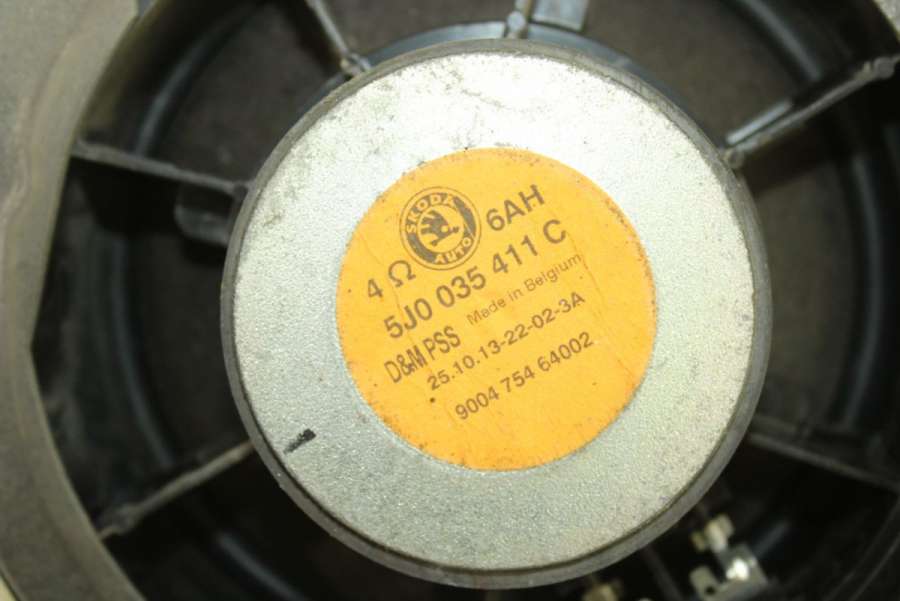 SKODA
AUTO
4 Ω 6AH
5J0 035 411 C
D&M PSS Made in Belgium
25.10.13-22-02-3A
9004 754 64002